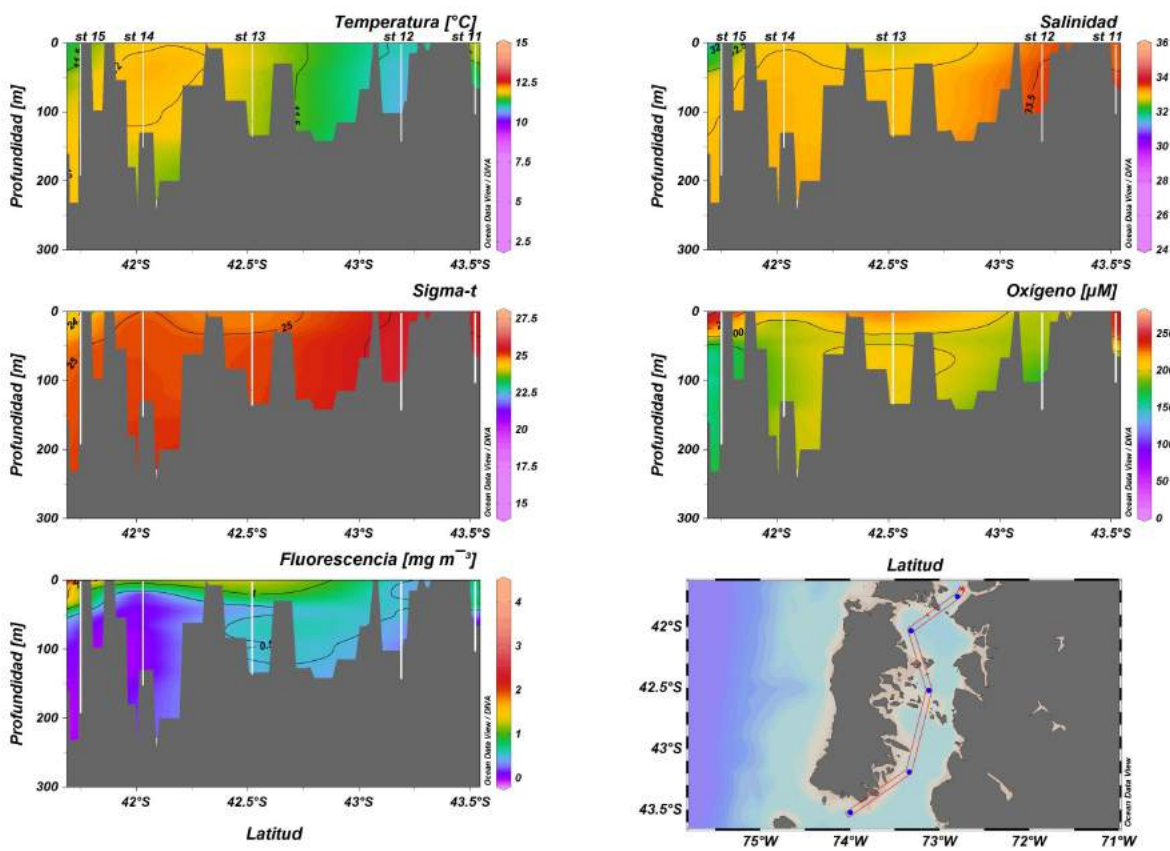 Temperatura [°C]
st 15 st 14 st 13 st 12 st 11
0
100
200
300
Profundidad [m]
42°S 42.5°S 43°S 43.5°S
15
12.5
10
7.5
5
2.5
Ocean Data View / DIVA
Salinidad
st 15 st 14 st 13 st 12 st 11
0
100
200
300
Profundidad [m]
33.5
42°S 42.5°S 43°S 43.5°S
36
34
32
30
28
26
24
Ocean Data View / DIVA
Sigma-t
0
100
200
300
Profundidad [m]
24
25
25
42°S 42.5°S 43°S 43.5°S
27.5
25
22.5
20
17.5
15
Ocean Data View / DIVA
Oxígeno [µM]
0
100
200
300
Profundidad [m]
42°S 42.5°S 43°S 43.5°S
250
200
150
100
50
0
Ocean Data View / DIVA
Fluorescencia [mg m¯³]
0
100
200
300
Profundidad [m]
42°S 42.5°S 43°S 43.5°S
Latitud
4
3
2
1
0
Ocean Data View / DIVA
Latitud
42°S
42.5°S
43°S
43.5°S
75°W 74°W 73°W 72°W 71°W
Ocean Data View